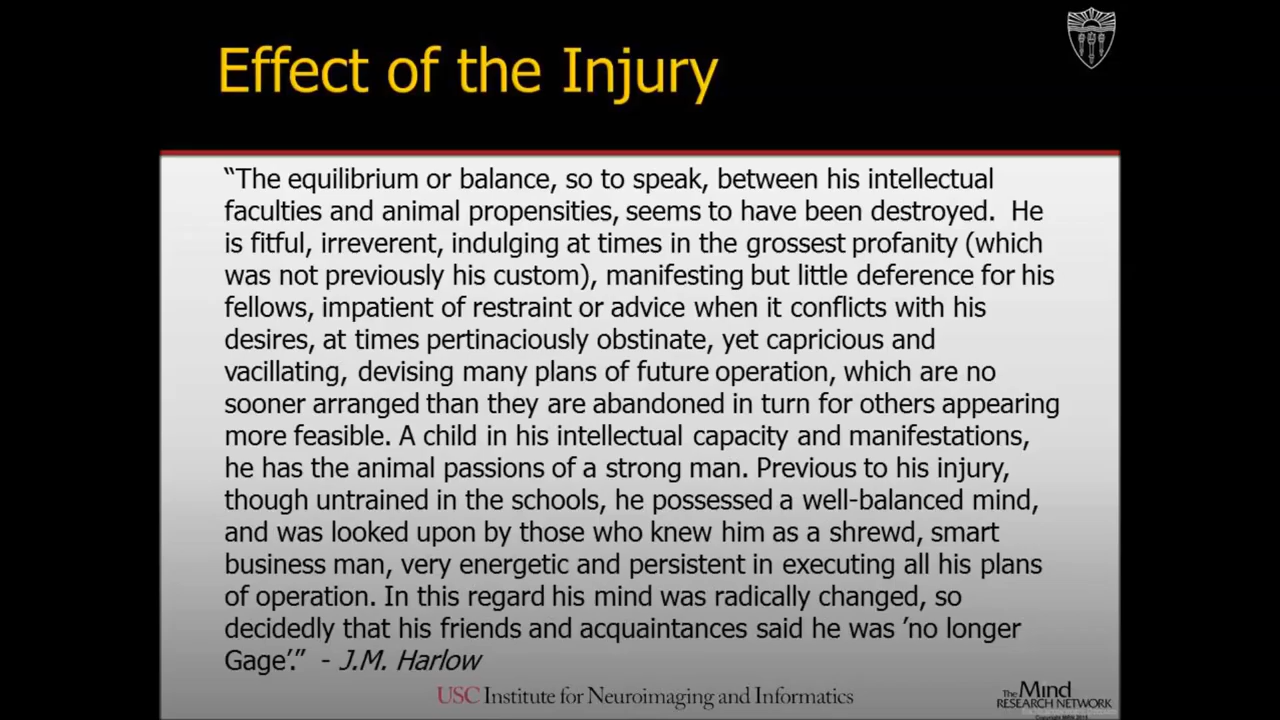 Effect of the Injury
“The equilibrium or balance, so to speak, between his intellectual
faculties and animal propensities, seems to have been destroyed.  He
is fitful, irreverent, indulging at times in the grossest profanity (which
was not previously his custom), manifesting but little deference for his
fellows, impatient of restraint or advice when it conflicts with his
desires, at times pertinaciously obstinate, yet capricious and
vacillating, devising many plans of future operation, which are no
sooner arranged than they are abandoned in turn for others appearing
more feasible. A child in his intellectual capacity and manifestations,
he has the animal passions of a strong man. Previous to his injury,
though untrained in the schools, he possessed a well-balanced mind,
and was looked upon by those who knew him as a shrewd, smart
business man, very energetic and persistent in executing all his plans
of operation. In this regard his mind was radically changed, so
decidedly that his friends and acquaintances said he was ’no longer
Gage’.”  - J.M. Harlow
USC Institute for Neuroimaging and Informatics
The Mind
RESEARCH NETWORK